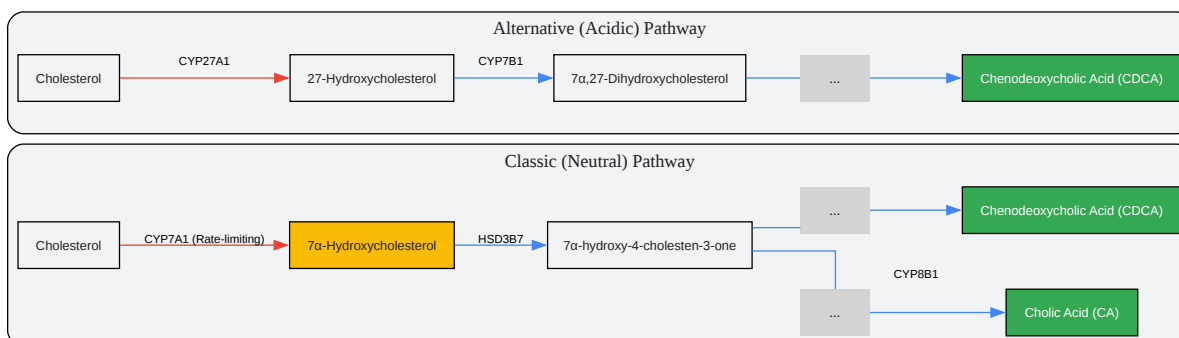 Alternative (Acidic) Pathway
CYP27A1
CYP7B1
Cholesterol
27-Hydroxycholesterol
7α,27-Dihydroxycholesterol
...
Chenodeoxycholic Acid (CDCA)
Classic (Neutral) Pathway
...
Chenodeoxycholic Acid (CDCA)
Cholesterol
CYP7A1 (Rate-limiting)
7α-Hydroxycholesterol
HSD3B7
7α-hydroxy-4-cholesten-3-one
CYP8B1
...
Cholic Acid (CA)